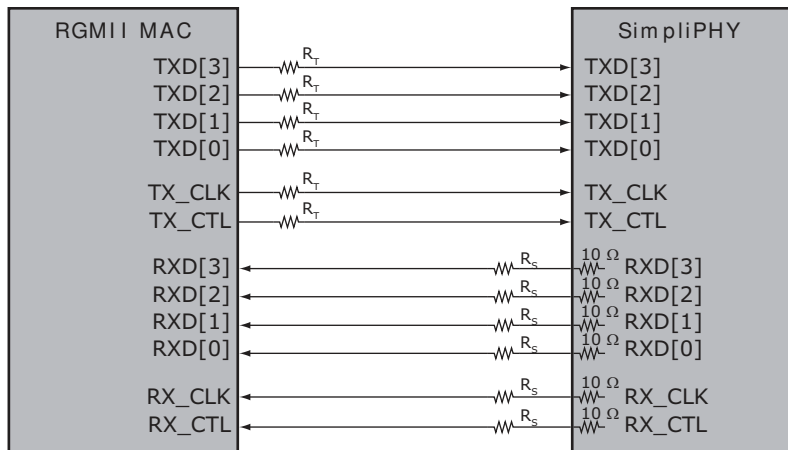 RGMII MAC
SimpliPHY
TXD[3] R_T TXD[3]
TXD[2] R_T TXD[2]
TXD[1] R_T TXD[1]
TXD[0] R_T TXD[0]
TX_CLK R_T TX_CLK
TX_CTL R_T TX_CTL
RXD[3] R_S 10 Ω RXD[3]
RXD[2] R_S 10 Ω RXD[2]
RXD[1] R_S 10 Ω RXD[1]
RXD[0] R_S 10 Ω RXD[0]
RX_CLK R_S 10 Ω RX_CLK
RX_CTL R_S 10 Ω RX_CTL